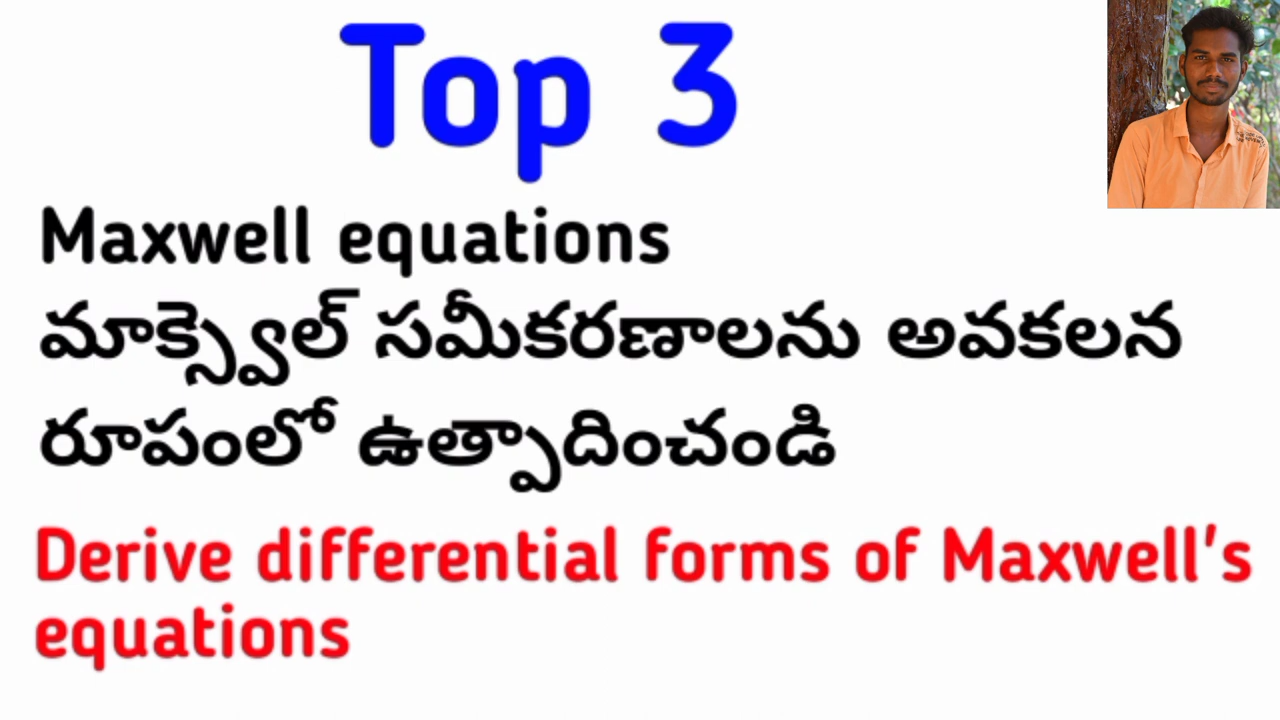 Top 3
Maxwell equations
మాక్స్వెల్ సమీకరణాలను అవకలన
రూపంలో ఉత్పాదించండి
Derive differential forms of Maxwell's
equations